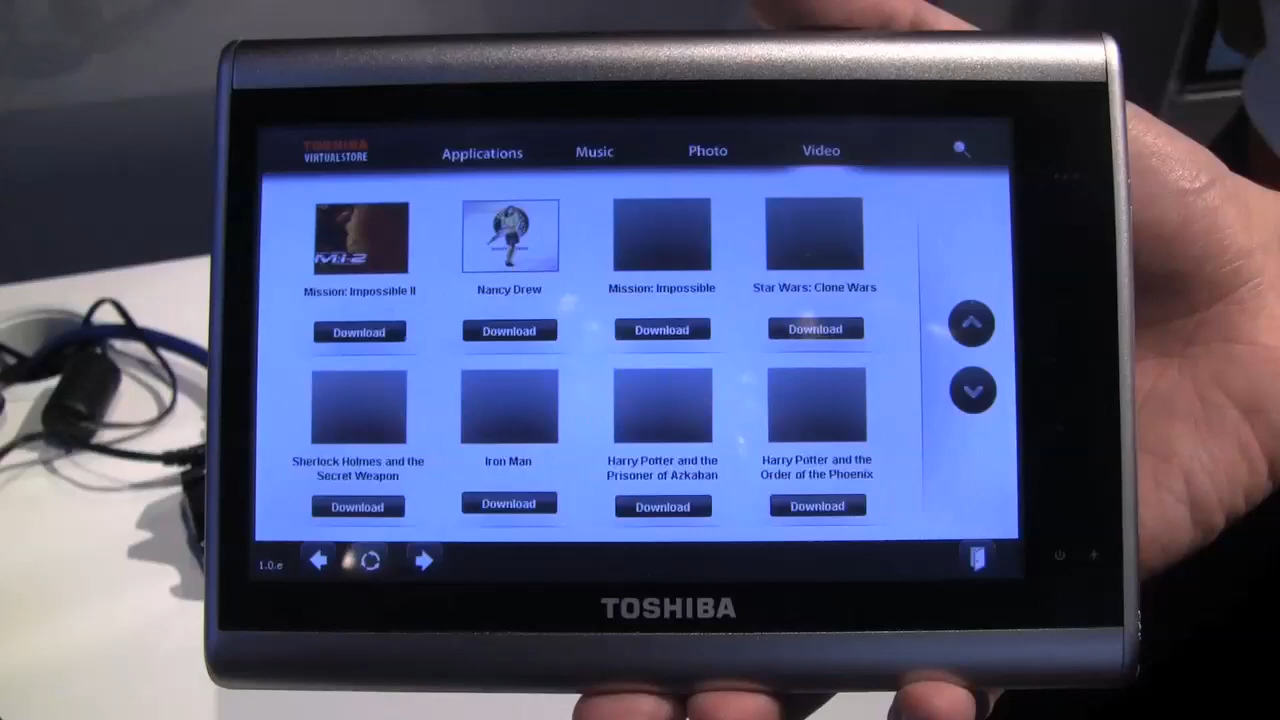 TOSHIBA
VIRTUALSTORE
Applications
Music
Photo
Video
M:I-2
Mission: Impossible II
Nancy Drew
Mission: Impossible
Star Wars: Clone Wars
Download
Download
Download
Download
Sherlock Holmes and the
Secret Weapon
Iron Man
Harry Potter and the
Prisoner of Azkaban
Harry Potter and the
Order of the Phoenix
Download
Download
Download
Download
1.0.e
TOSHIBA